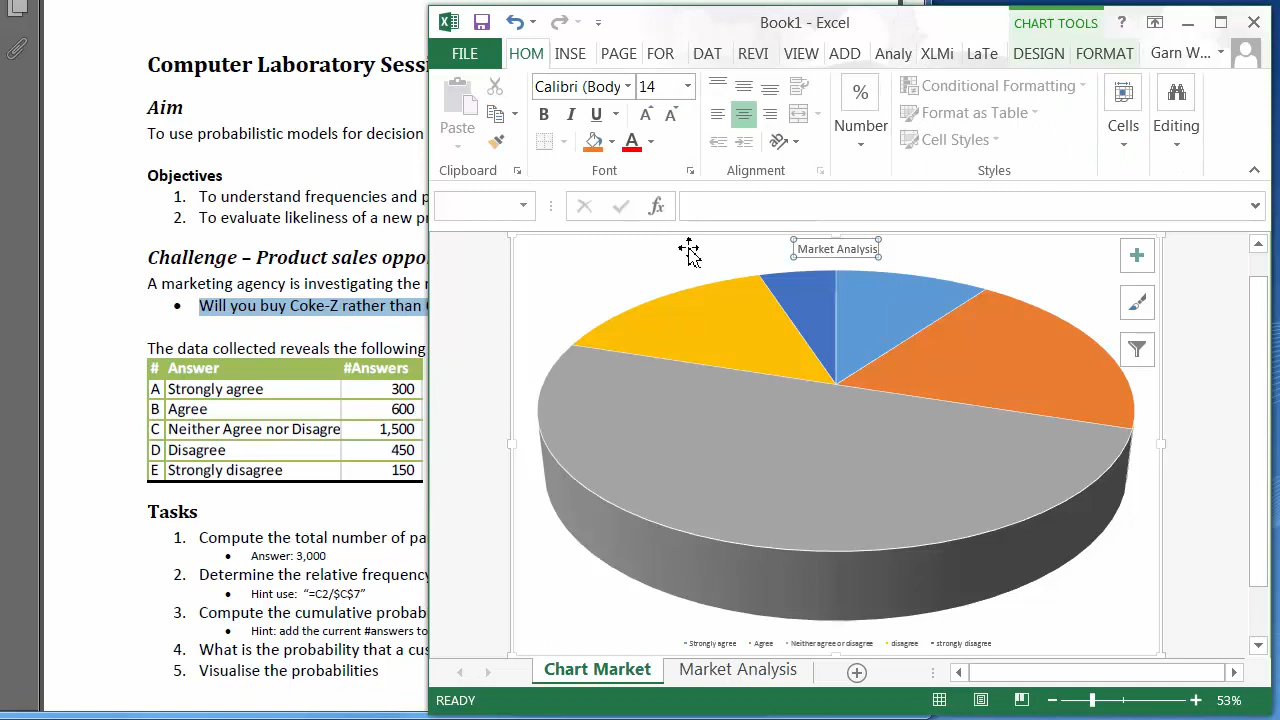 Computer Laboratory Sessi
Aim
To use probabilistic models for decision
Objectives
1. To understand frequencies and p
2. To evaluate likeliness of a new pr
Challenge – Product sales oppo
A marketing agency is investigating the r
• Will you buy Coke-Z rather than C
The data collected reveals the following
# Answer #Answers
A Strongly agree 300
B Agree 600
C Neither Agree nor Disagre 1,500
D Disagree 450
E Strongly disagree 150
Tasks
1. Compute the total number of pa
• Answer: 3,000
2. Determine the relative frequency
• Hint use: “=C2/$C$7”
3. Compute the cumulative probab
• Hint: add the current #answers to
4. What is the probability that a cus
5. Visualise the probabilities
Book1 - Excel
CHART TOOLS
?
FILE HOM INSE PAGE FOR DAT REVI VIEW ADD Analy XLMi LaTe DESIGN FORMAT Garn W...
Paste
Clipboard
Calibri (Body 14
B I U A A
A
Font
Alignment
%
Number
Conditional Formatting
Format as Table
Cell Styles
Styles
Cells
Editing
fx
Market Analysis
Strongly agree Agree Neither agree or disagree disagree strongly disagree
Chart Market Market Analysis
READY
53%